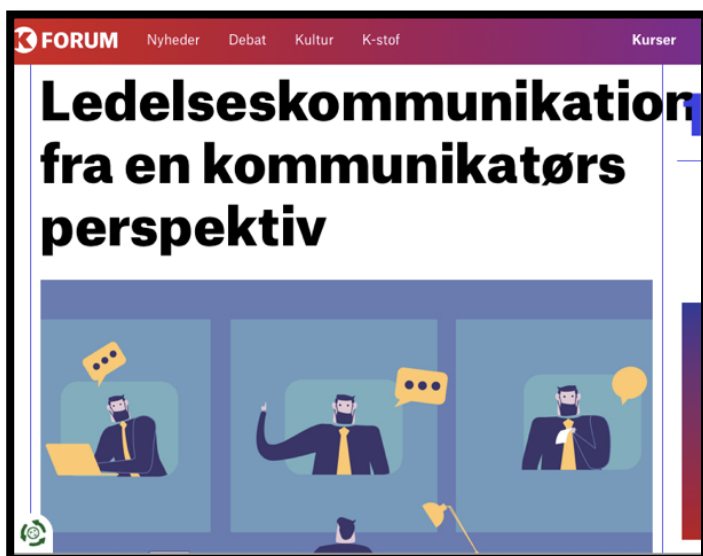 K FORUM Nyheder Debat Kultur K-stof Kurser
Ledelseskommunikation
fra en kommunikatørs
perspektiv